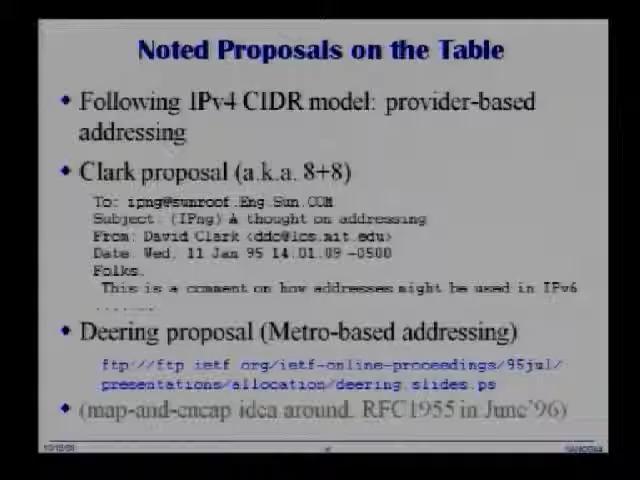 Noted Proposals on the Table
• Following IPv4 CIDR model: provider-based
addressing
• Clark proposal (a.k.a. 8+8)
To: ipng@sunroof.Eng.Sun.COM
Subject: (IPng) A thought on addressing
From: David Clark <ddc@lcs.mit.edu>
Date: Wed, 11 Jan 95 14.01.09 -0500
Folks.
This is a comment on how addresses might be used in IPv6
.......
• Deering proposal (Metro-based addressing)
ftp://ftp ietf org/ietf-online-proceedings/95jul/
presentations/allocation/deering.slides.ps
• (map-and-encap idea around. RFC1955 in June'96)